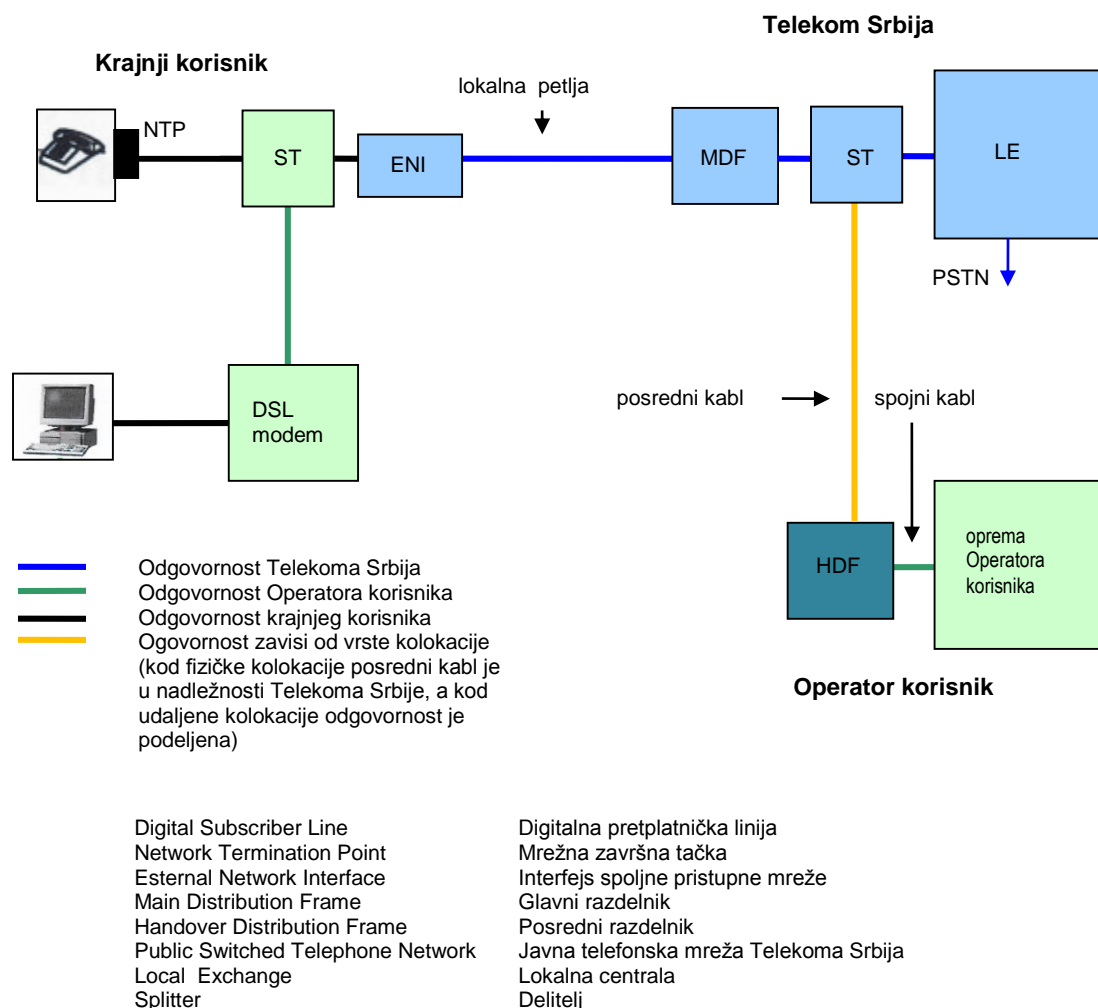 Telekom Srbija
Krajnji korisnik
lokalna petlja
NTP
ST
ENI
MDF
ST
LE
PSTN
DSL
modem
posredni kabl
spojni kabl
HDF
oprema
Operatora
korisnika
Operator korisnik
Odgovornost Telekoma Srbija
Odgovornost Operatora korisnika
Odgovornost krajnjeg korisnika
Ogovornost zavisi od vrste kolokacije
(kod fizičke kolokacije posredni kabl je
u nadležnosti Telekoma Srbije, a kod
udaljene kolokacije odgovornost je
podeljena)
Digital Subscriber Line Digitalna pretplatnička linija
Network Termination Point Mrežna završna tačka
Esternal Network Interface Interfejs spoljne pristupne mreže
Main Distribution Frame Glavni razdelnik
Handover Distribution Frame Posredni razdelnik
Public Switched Telephone Network Javna telefonska mreža Telekoma Srbija
Local Exchange Lokalna centrala
Splitter Delitelj